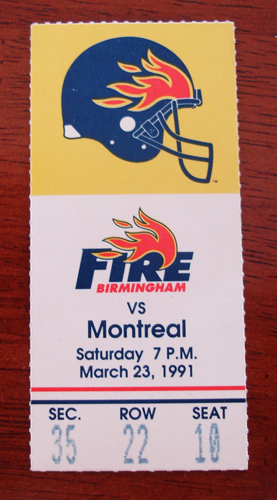 FIRE
BIRMINGHAM
VS
Montreal
Saturday 7 P.M.
March 23, 1991
SEC. ROW SEAT
35 22 10